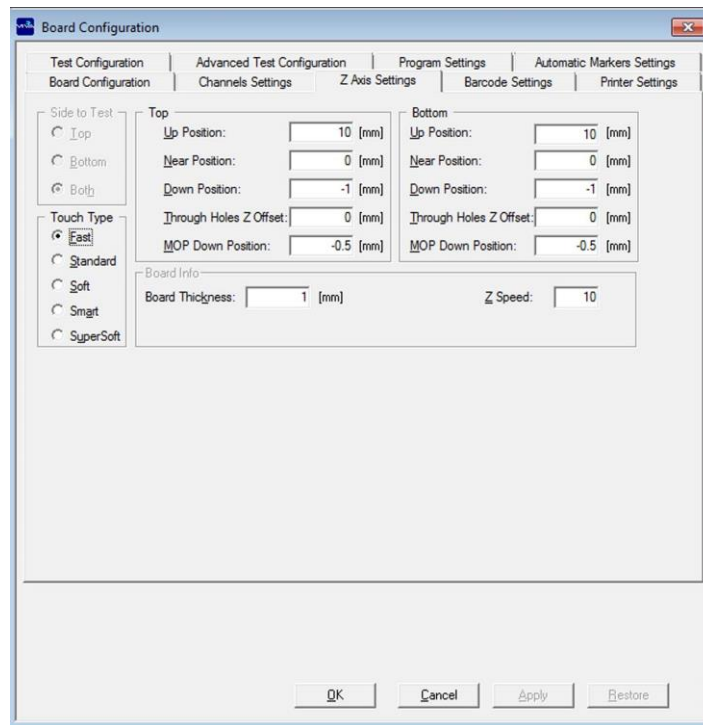 Board Configuration
Test Configuration Advanced Test Configuration Program Settings Automatic Markers Settings
Board Configuration Channels Settings Z Axis Settings Barcode Settings Printer Settings
Side to Test
Top
Bottom
Both
Touch Type
Fast
Standard
Soft
Smart
SuperSoft
Top
Up Position: 10 [mm]
Near Position: 0 [mm]
Down Position: -1 [mm]
Through Holes Z Offset: 0 [mm]
MOP Down Position: -0.5 [mm]
Bottom
Up Position: 10 [mm]
Near Position: 0 [mm]
Down Position: -1 [mm]
Through Holes Z Offset: 0 [mm]
MOP Down Position: -0.5 [mm]
Board Info
Board Thickness: 1 [mm] Z Speed: 10
OK Cancel Apply Restore